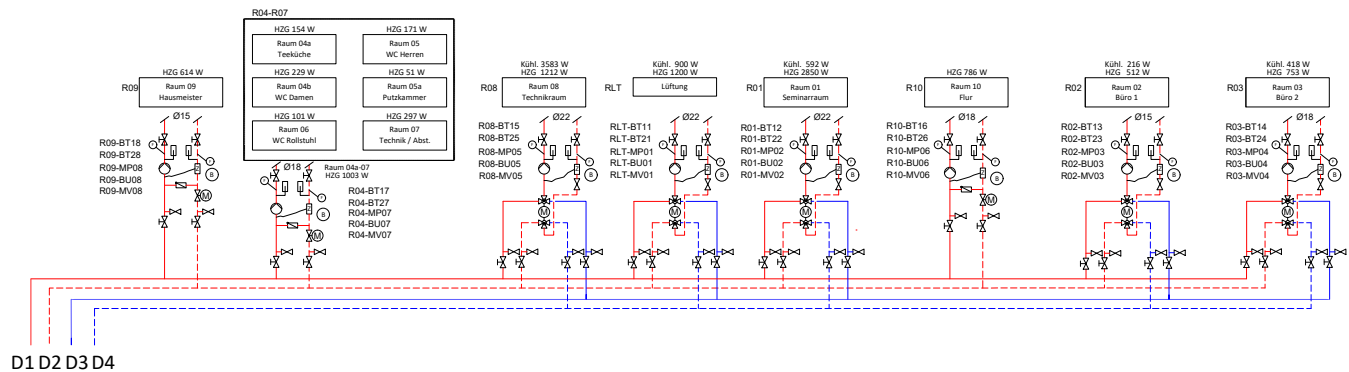 R09
HZG 614 W
Raum 09
Hausmeister
Ø15
R09-BT18
R09-BT28
R09-MP08
R09-BU08
R09-MV08
R04-R07
HZG 154 W
Raum 04a
Teeküche
HZG 171 W
Raum 05
WC Herren
HZG 229 W
Raum 04b
WC Damen
HZG 51 W
Raum 05a
Putzkammer
HZG 101 W
Raum 06
WC Rollstuhl
HZG 297 W
Raum 07
Technik / Abst.
Ø18
Raum 04a-07
HZG 1003 W
R04-BT17
R04-BT27
R04-MP07
R04-BU07
R04-MV07
R08
Kühl. 3583 W
HZG 1212 W
Raum 08
Technikraum
Ø22
R08-BT15
R08-BT25
R08-MP05
R08-BU05
R08-MV05
RLT
Kühl. 900 W
HZG 1200 W
Lüftung
Ø22
RLT-BT11
RLT-BT21
RLT-MP01
RLT-BU01
RLT-MV01
R01
Kühl. 592 W
HZG 2850 W
Raum 01
Seminarraum
Ø22
R01-BT12
R01-BT22
R01-MP02
R01-BU02
R01-MV02
R10
HZG 786 W
Raum 10
Flur
Ø18
R10-BT16
R10-BT26
R10-MP06
R10-BU06
R10-MV06
R02
Kühl. 216 W
HZG 512 W
Raum 02
Büro 1
Ø15
R02-BT13
R02-BT23
R02-MP03
R02-BU03
R02-MV03
R03
Kühl. 418 W
HZG 753 W
Raum 03
Büro 2
Ø18
R03-BT14
R03-BT24
R03-MP04
R03-BU04
R03-MV04
B
M
B
M
B
M
B
M
B
M
B
B
M
B
M
D1 D2 D3 D4